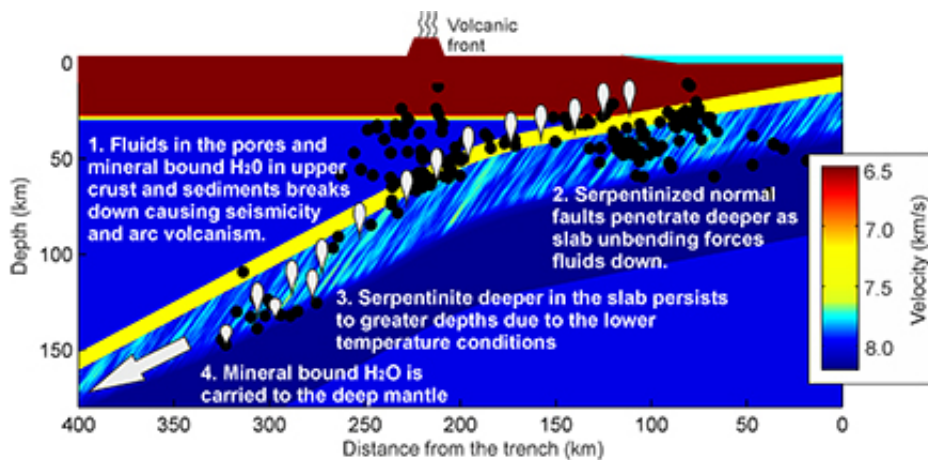 Volcanic
front
0
50
100
150
Depth (km)
1. Fluids in the pores and
mineral bound H₂0 in upper
crust and sediments breaks
down causing seismicity
and arc volcanism.
2. Serpentinized normal
faults penetrate deeper as
slab unbending forces
fluids down.
3. Serpentinite deeper in the slab persists
to greater depths due to the lower
temperature conditions
4. Mineral bound H₂O is
carried to the deep mantle
6.5
7.0
7.5
8.0
Velocity (km/s)
400 350 300 250 200 150 100 50 0
Distance from the trench (km)